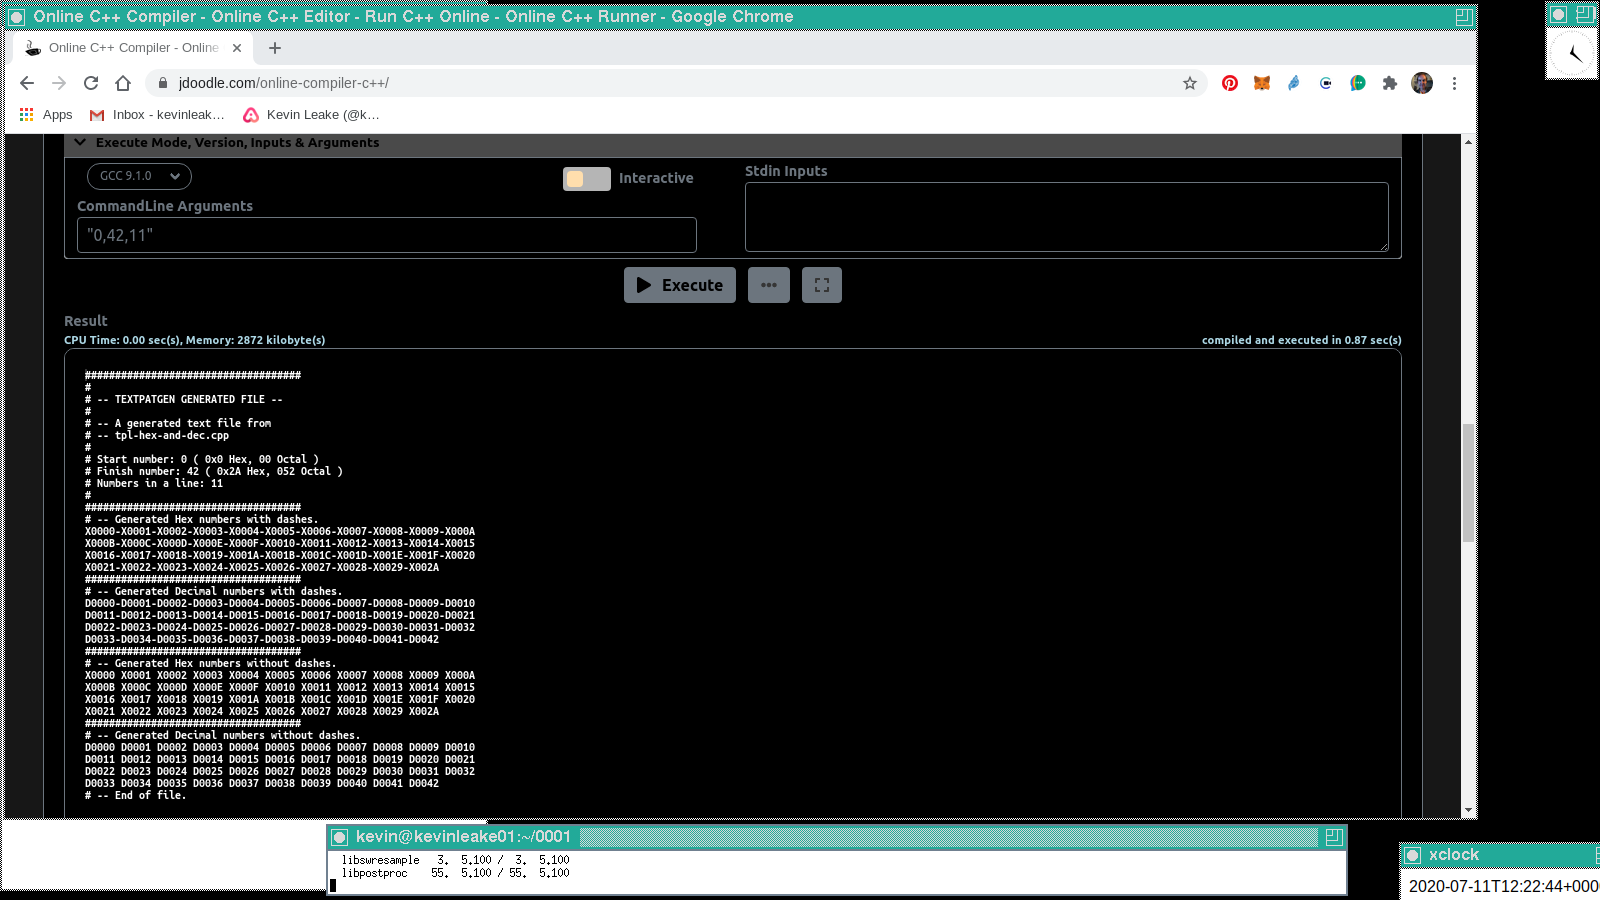 Online C++ Compiler - Online C++ Editor - Run C++ Online - Online C++ Runner - Google Chrome
Online C++ Compiler - Online
jdoodle.com/online-compiler-c++/
Apps
Inbox - kevinleak...
Kevin Leake (@k...
Execute Mode, Version, Inputs & Arguments
GCC 9.1.0
Interactive
Stdin Inputs
CommandLine Arguments
"0,42,11"
Execute
Result
CPU Time: 0.00 sec(s), Memory: 2872 kilobyte(s)
compiled and executed in 0.87 sec(s)
####################################
#
# -- TEXTPATGEN GENERATED FILE --
#
# -- A generated text file from
# -- tpl-hex-and-dec.cpp
#
# Start number: 0 ( 0x0 Hex, 00 Octal )
# Finish number: 42 ( 0x2A Hex, 052 Octal )
# Numbers in a line: 11
#
####################################
# -- Generated Hex numbers with dashes.
X0000-X0001-X0002-X0003-X0004-X0005-X0006-X0007-X0008-X0009-X000A
X000B-X000C-X000D-X000E-X000F-X0010-X0011-X0012-X0013-X0014-X0015
X0016-X0017-X0018-X0019-X001A-X001B-X001C-X001D-X001E-X001F-X0020
X0021-X0022-X0023-X0024-X0025-X0026-X0027-X0028-X0029-X002A
####################################
# -- Generated Decimal numbers with dashes.
D0000-D0001-D0002-D0003-D0004-D0005-D0006-D0007-D0008-D0009-D0010
D0011-D0012-D0013-D0014-D0015-D0016-D0017-D0018-D0019-D0020-D0021
D0022-D0023-D0024-D0025-D0026-D0027-D0028-D0029-D0030-D0031-D0032
D0033-D0034-D0035-D0036-D0037-D0038-D0039-D0040-D0041-D0042
####################################
# -- Generated Hex numbers without dashes.
X0000 X0001 X0002 X0003 X0004 X0005 X0006 X0007 X0008 X0009 X000A
X000B X000C X000D X000E X000F X0010 X0011 X0012 X0013 X0014 X0015
X0016 X0017 X0018 X0019 X001A X001B X001C X001D X001E X001F X0020
X0021 X0022 X0023 X0024 X0025 X0026 X0027 X0028 X0029 X002A
####################################
# -- Generated Decimal numbers without dashes.
D0000 D0001 D0002 D0003 D0004 D0005 D0006 D0007 D0008 D0009 D0010
D0011 D0012 D0013 D0014 D0015 D0016 D0017 D0018 D0019 D0020 D0021
D0022 D0023 D0024 D0025 D0026 D0027 D0028 D0029 D0030 D0031 D0032
D0033 D0034 D0035 D0036 D0037 D0038 D0039 D0040 D0041 D0042
# -- End of file.
kevin@kevinleake01:~/0001
libswresample 3. 5.100 / 3. 5.100
libpostproc 55. 5.100 / 55. 5.100
xclock
2020-07-11T12:22:44+000